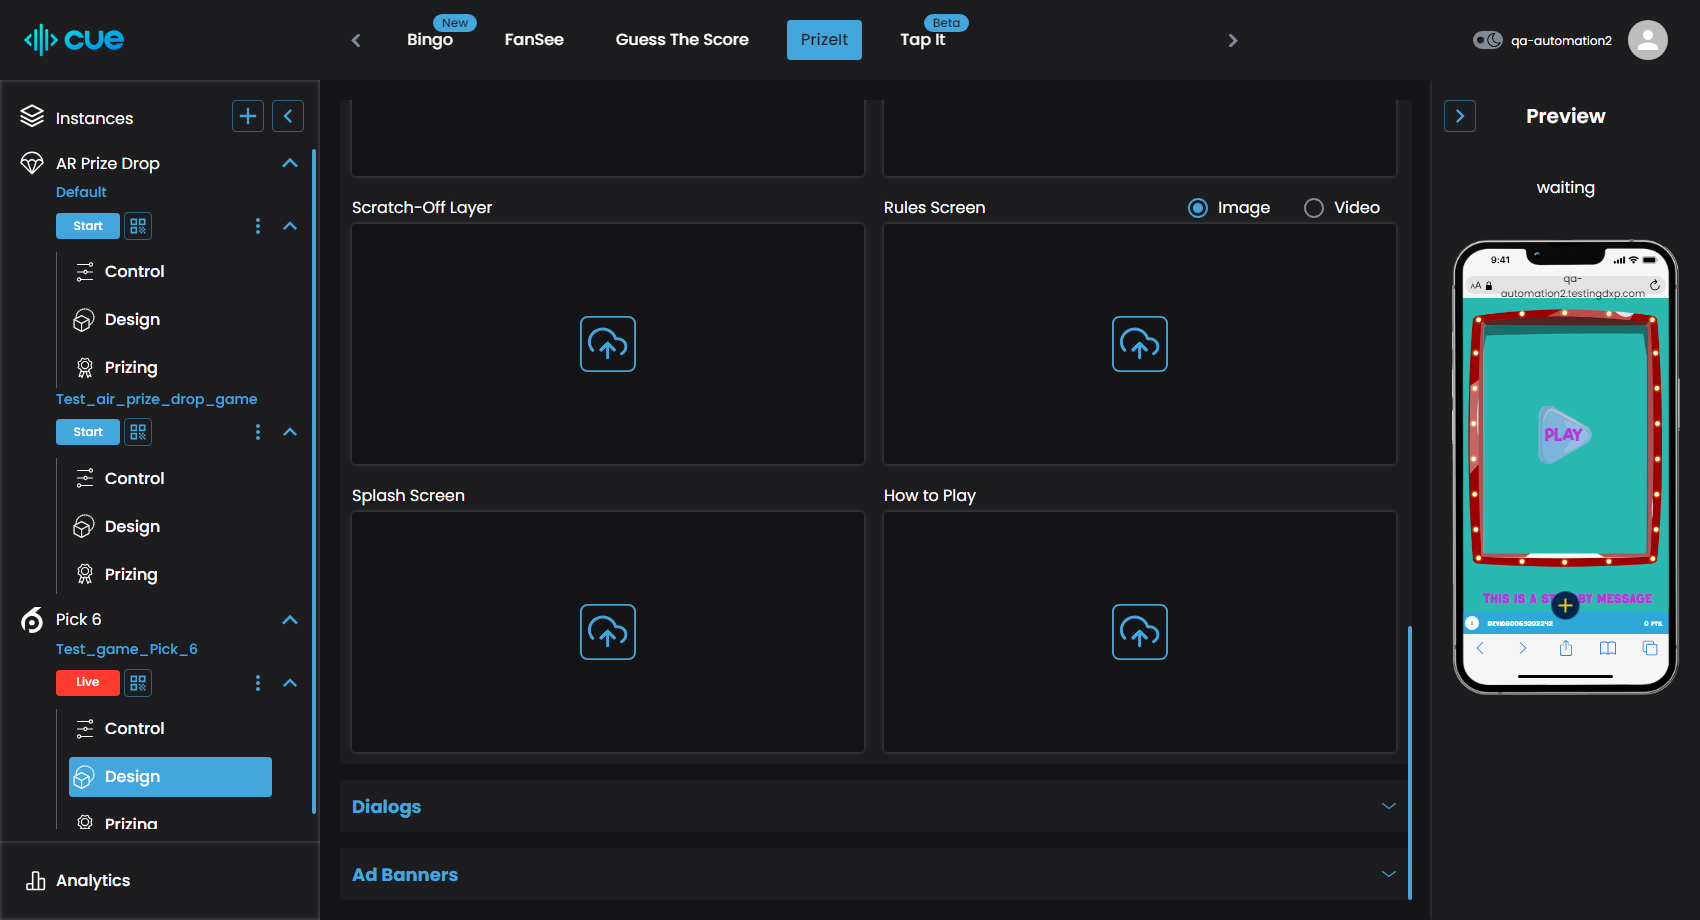 cue
Bingo
New
FanSee
Guess The Score
PrizeIt
Tap It
Beta
qa-automation2
Instances
AR Prize Drop
Default
Start
Control
Design
Prizing
Test_air_prize_drop_game
Start
Control
Design
Prizing
Pick 6
Test_game_Pick_6
Live
Control
Design
Prizing
Analytics
Scratch-Off Layer
Rules Screen
Image
Video
Splash Screen
How to Play
Dialogs
Ad Banners
Preview
waiting
9:41
AA
qa-
automation2.testingdxp.com
PLAY
THIS IS A ST BY MESSAGE
0 PTS.